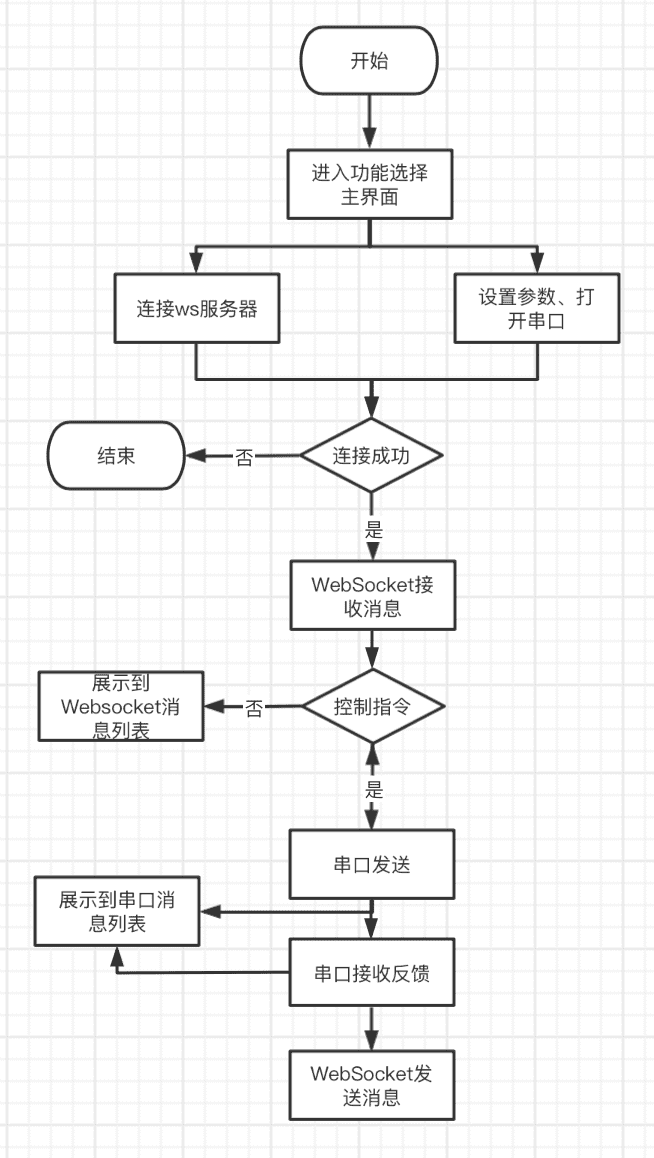 开始
进入功能选择
主界面
连接ws服务器
设置参数、打
开串口
连接成功
否
结束
是
WebSocket接
收消息
控制指令
否
展示到
Websocket消
息列表
是
串口发送
展示到串口消
息列表
串口接收反馈
WebSocket发
送消息